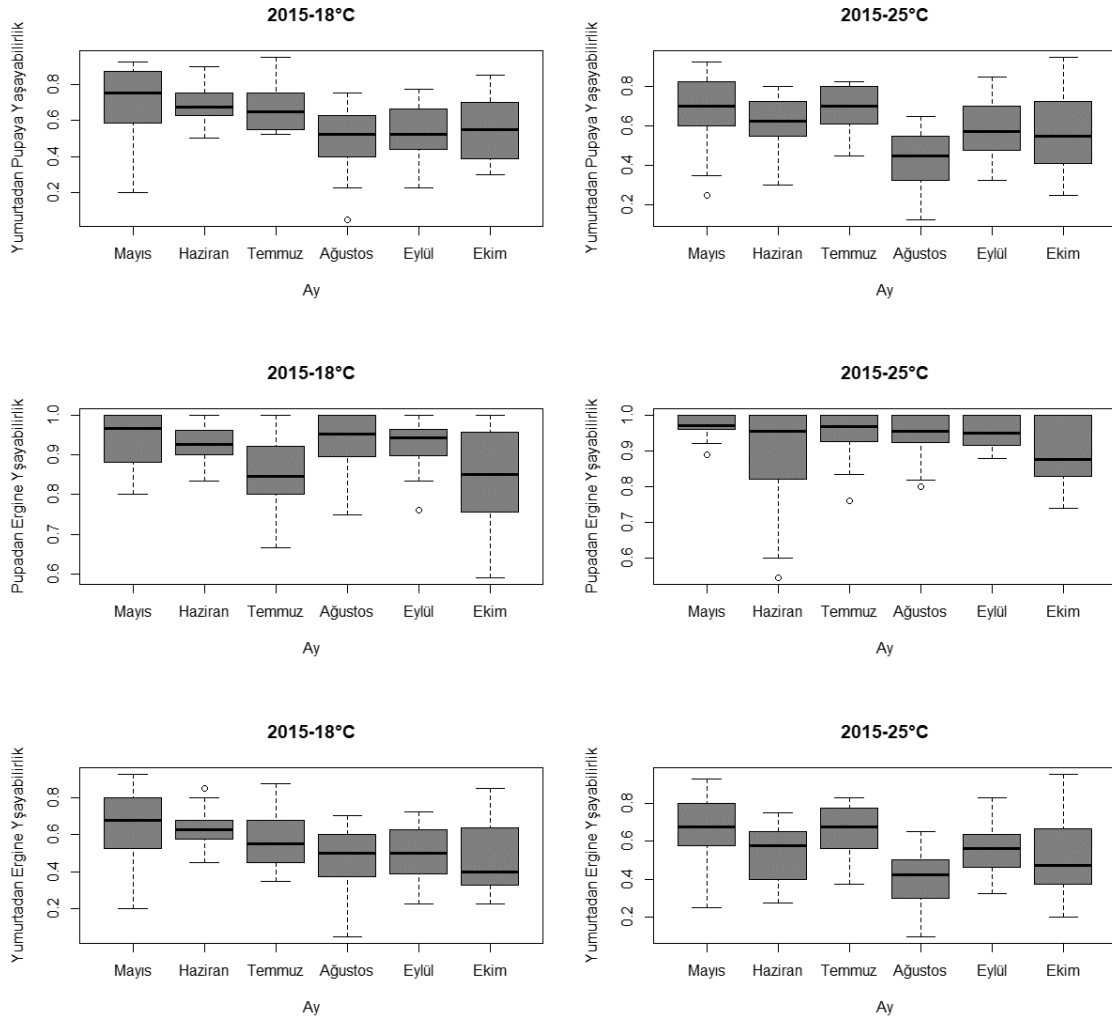 2015-18°C
Yumurtadan Pupaya Yaşayabilirlik
0.2 0.4 0.6 0.8
Mayıs Haziran Temmuz Ağustos Eylül Ekim
Ay
2015-25°C
Yumurtadan Pupaya Yaşayabilirlik
0.2 0.4 0.6 0.8
Mayıs Haziran Temmuz Ağustos Eylül Ekim
Ay
2015-18°C
Pupadan Ergine Yşayabilirlik
0.6 0.7 0.8 0.9 1.0
Mayıs Haziran Temmuz Ağustos Eylül Ekim
Ay
2015-25°C
Pupadan Ergine Yşayabilirlik
0.6 0.7 0.8 0.9 1.0
Mayıs Haziran Temmuz Ağustos Eylül Ekim
Ay
2015-18°C
Yumurtadan Ergine Yşayabilirlik
0.2 0.4 0.6 0.8
Mayıs Haziran Temmuz Ağustos Eylül Ekim
Ay
2015-25°C
Yumurtadan Ergine Yşayabilirlik
0.2 0.4 0.6 0.8
Mayıs Haziran Temmuz Ağustos Eylül Ekim
Ay